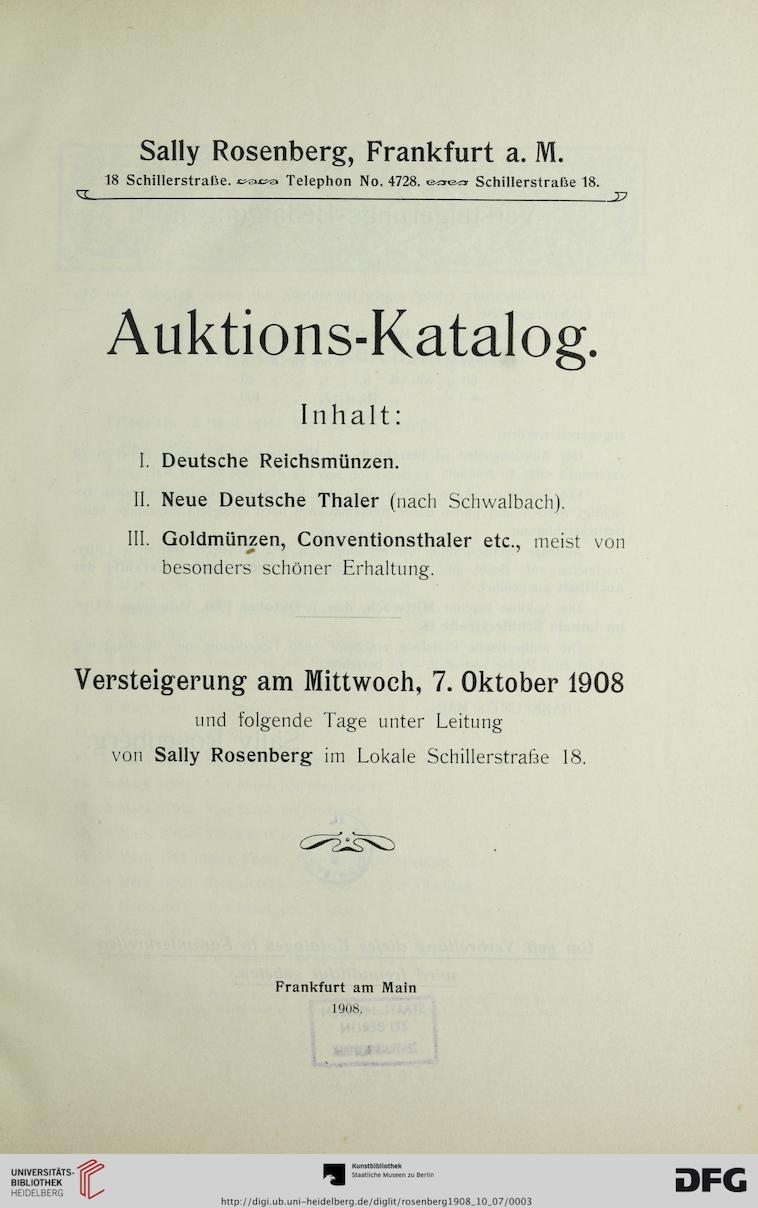 Sally Rosenberg, Frankfurt a. M.
18 Schillerstraße. Telephon No. 4728. Schillerstraße 18.
Auktions-Katalog.
Inhalt:
I. Deutsche Reichsmünzen.
II. Neue Deutsche Thaler (nach Schwalbach).
III. Goldmünzen, Conventionsthaler etc., meist von
besonders schöner Erhaltung.
Versteigerung am Mittwoch, 7. Oktober 1908
und folgende Tage unter Leitung
von Sally Rosenberg im Lokale Schillerstraße 18.
Frankfurt am Main
1908.
UNIVERSITÄTS-
BIBLIOTHEK
HEIDELBERG
Kunstbibliothek
Staatliche Museen zu Berlin
DFG
http://digi.ub.uni-heidelberg.de/diglit/rosenberg1908_10_07/0003